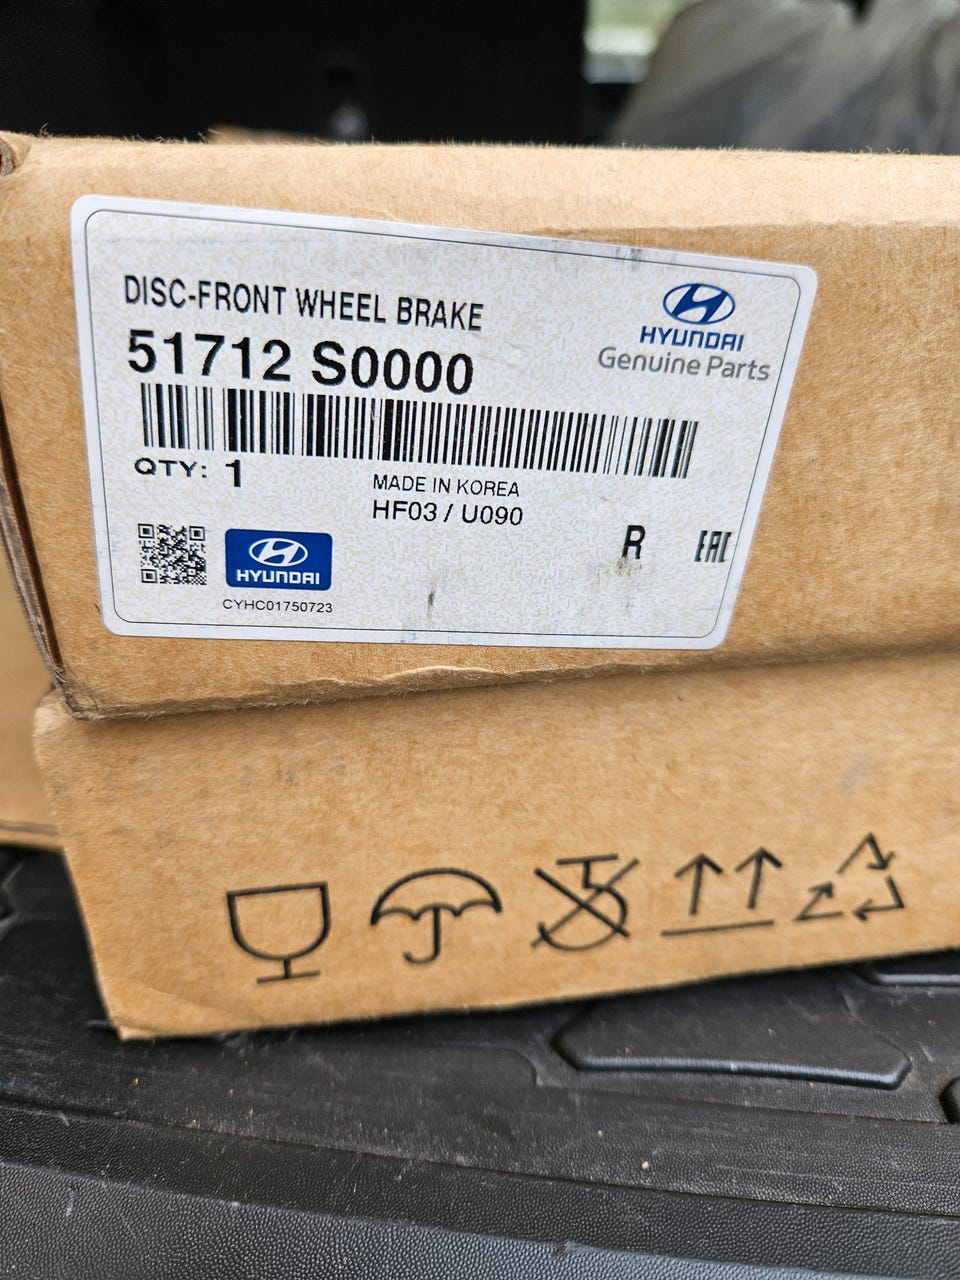 DISC-FRONT WHEEL BRAKE
51712 S0000
HYUNDAI
Genuine Parts
QTY: 1
MADE IN KOREA
HF03 / U090
R
EAC
HYUNDAI
CYHC01750723